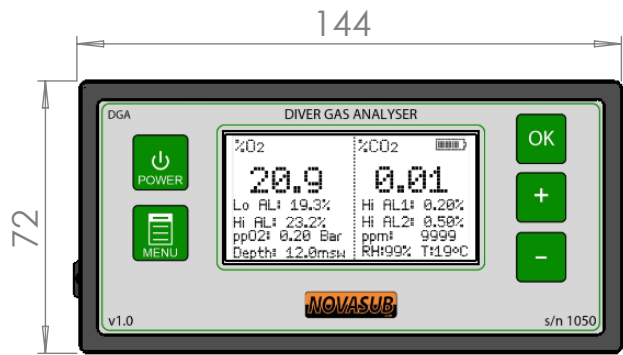 144
72
DGA
DIVER GAS ANALYSER
POWER
MENU
%O2
20.9
Lo AL: 19.3%
Hi AL: 23.2%
ppO2: 0.20 Bar
Depth: 12.0msw
%CO2
0.01
Hi AL1: 0.20%
Hi AL2: 0.50%
ppm: 9999
RH:99% T:19ºC
OK
+
-
NOVASUB
v1.0
s/n 1050